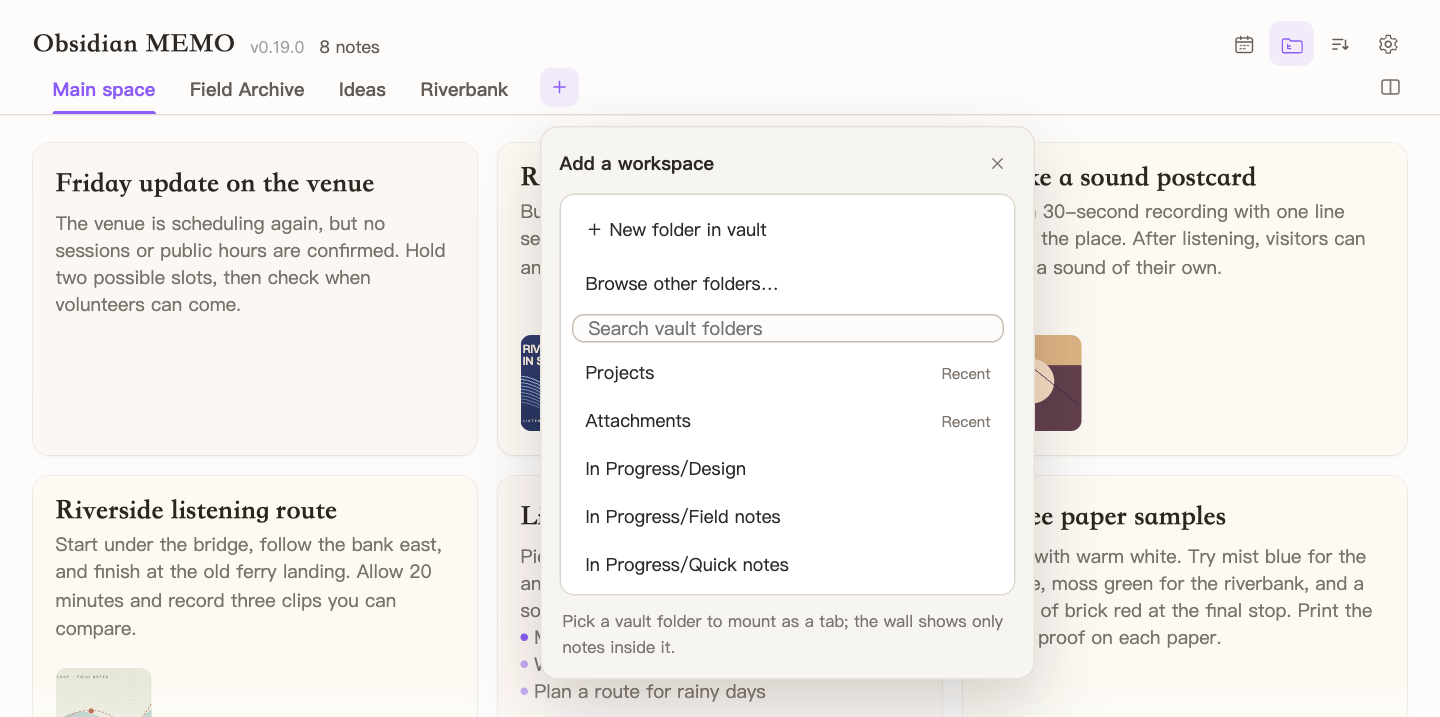 Obsidian MEMO v0.19.0 8 notes
Main space Field Archive Ideas Riverbank +
Friday update on the venue
The venue is scheduling again, but no
sessions or public hours are confirmed. Hold
two possible slots, then check when
volunteers can come.
Add a workspace
+ New folder in vault
Browse other folders...
Search vault folders
Projects Recent
Attachments Recent
In Progress/Design
In Progress/Field notes
In Progress/Quick notes
Pick a vault folder to mount as a tab; the wall shows only
notes inside it.
a sound postcard
30–second recording with one line
the place. After listening, visitors can
a sound of their own.
Riverside listening route
Start under the bridge, follow the bank east,
and finish at the old ferry landing. Allow 20
minutes and record three clips you can
compare.
Plan a route for rainy days
paper samples
with warm white. Try mist blue for the
moss green for the riverbank, and a
of brick red at the final stop. Print the
proof on each paper.